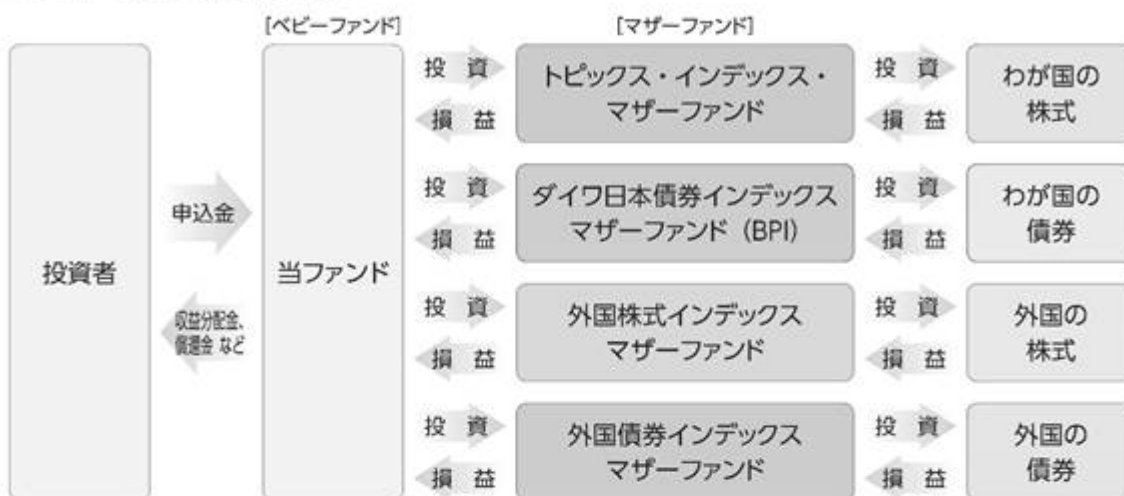 [ベビーファンド]
[マザーファンド]
投資者
申込金
収益分配金、
償還金 など
当ファンド
投 資
損 益
トピックス・インデックス・
マザーファンド
投 資
損 益
わが国の
株式
投 資
損 益
ダイワ日本債券インデックス
マザーファンド (BPI)
投 資
損 益
わが国の
債券
投 資
損 益
外国株式インデックス
マザーファンド
投 資
損 益
外国の
株式
投 資
損 益
外国債券インデックス
マザーファンド
投 資
損 益
外国の
債券